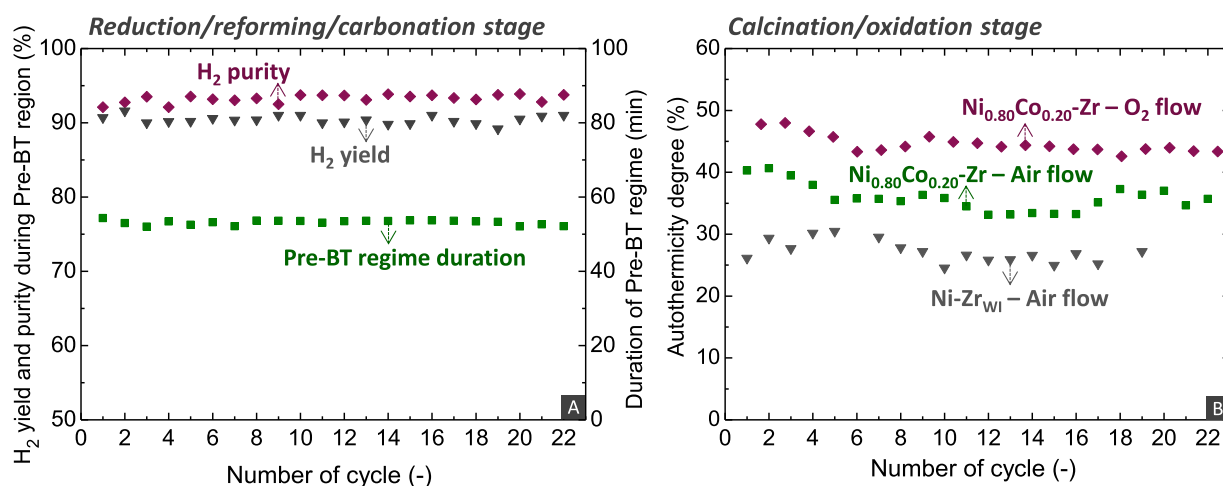 Reduction/reforming/carbonation stage
H2 yield and purity during Pre-BT region (%)
100
90
80
70
60
50
H2 purity
H2 yield
Pre-BT regime duration
A
100
80
60
40
20
0
Duration of Pre-BT regime (min)
0 2 4 6 8 10 12 14 16 18 20 22
Number of cycle (-)
Calcination/oxidation stage
Autothermicity degree (%)
60
50
40
30
20
10
0
Ni0.80Co0.20-Zr – O2 flow
Ni0.80Co0.20-Zr – Air flow
Ni-ZrWI – Air flow
B
0 2 4 6 8 10 12 14 16 18 20 22
Number of cycle (-)